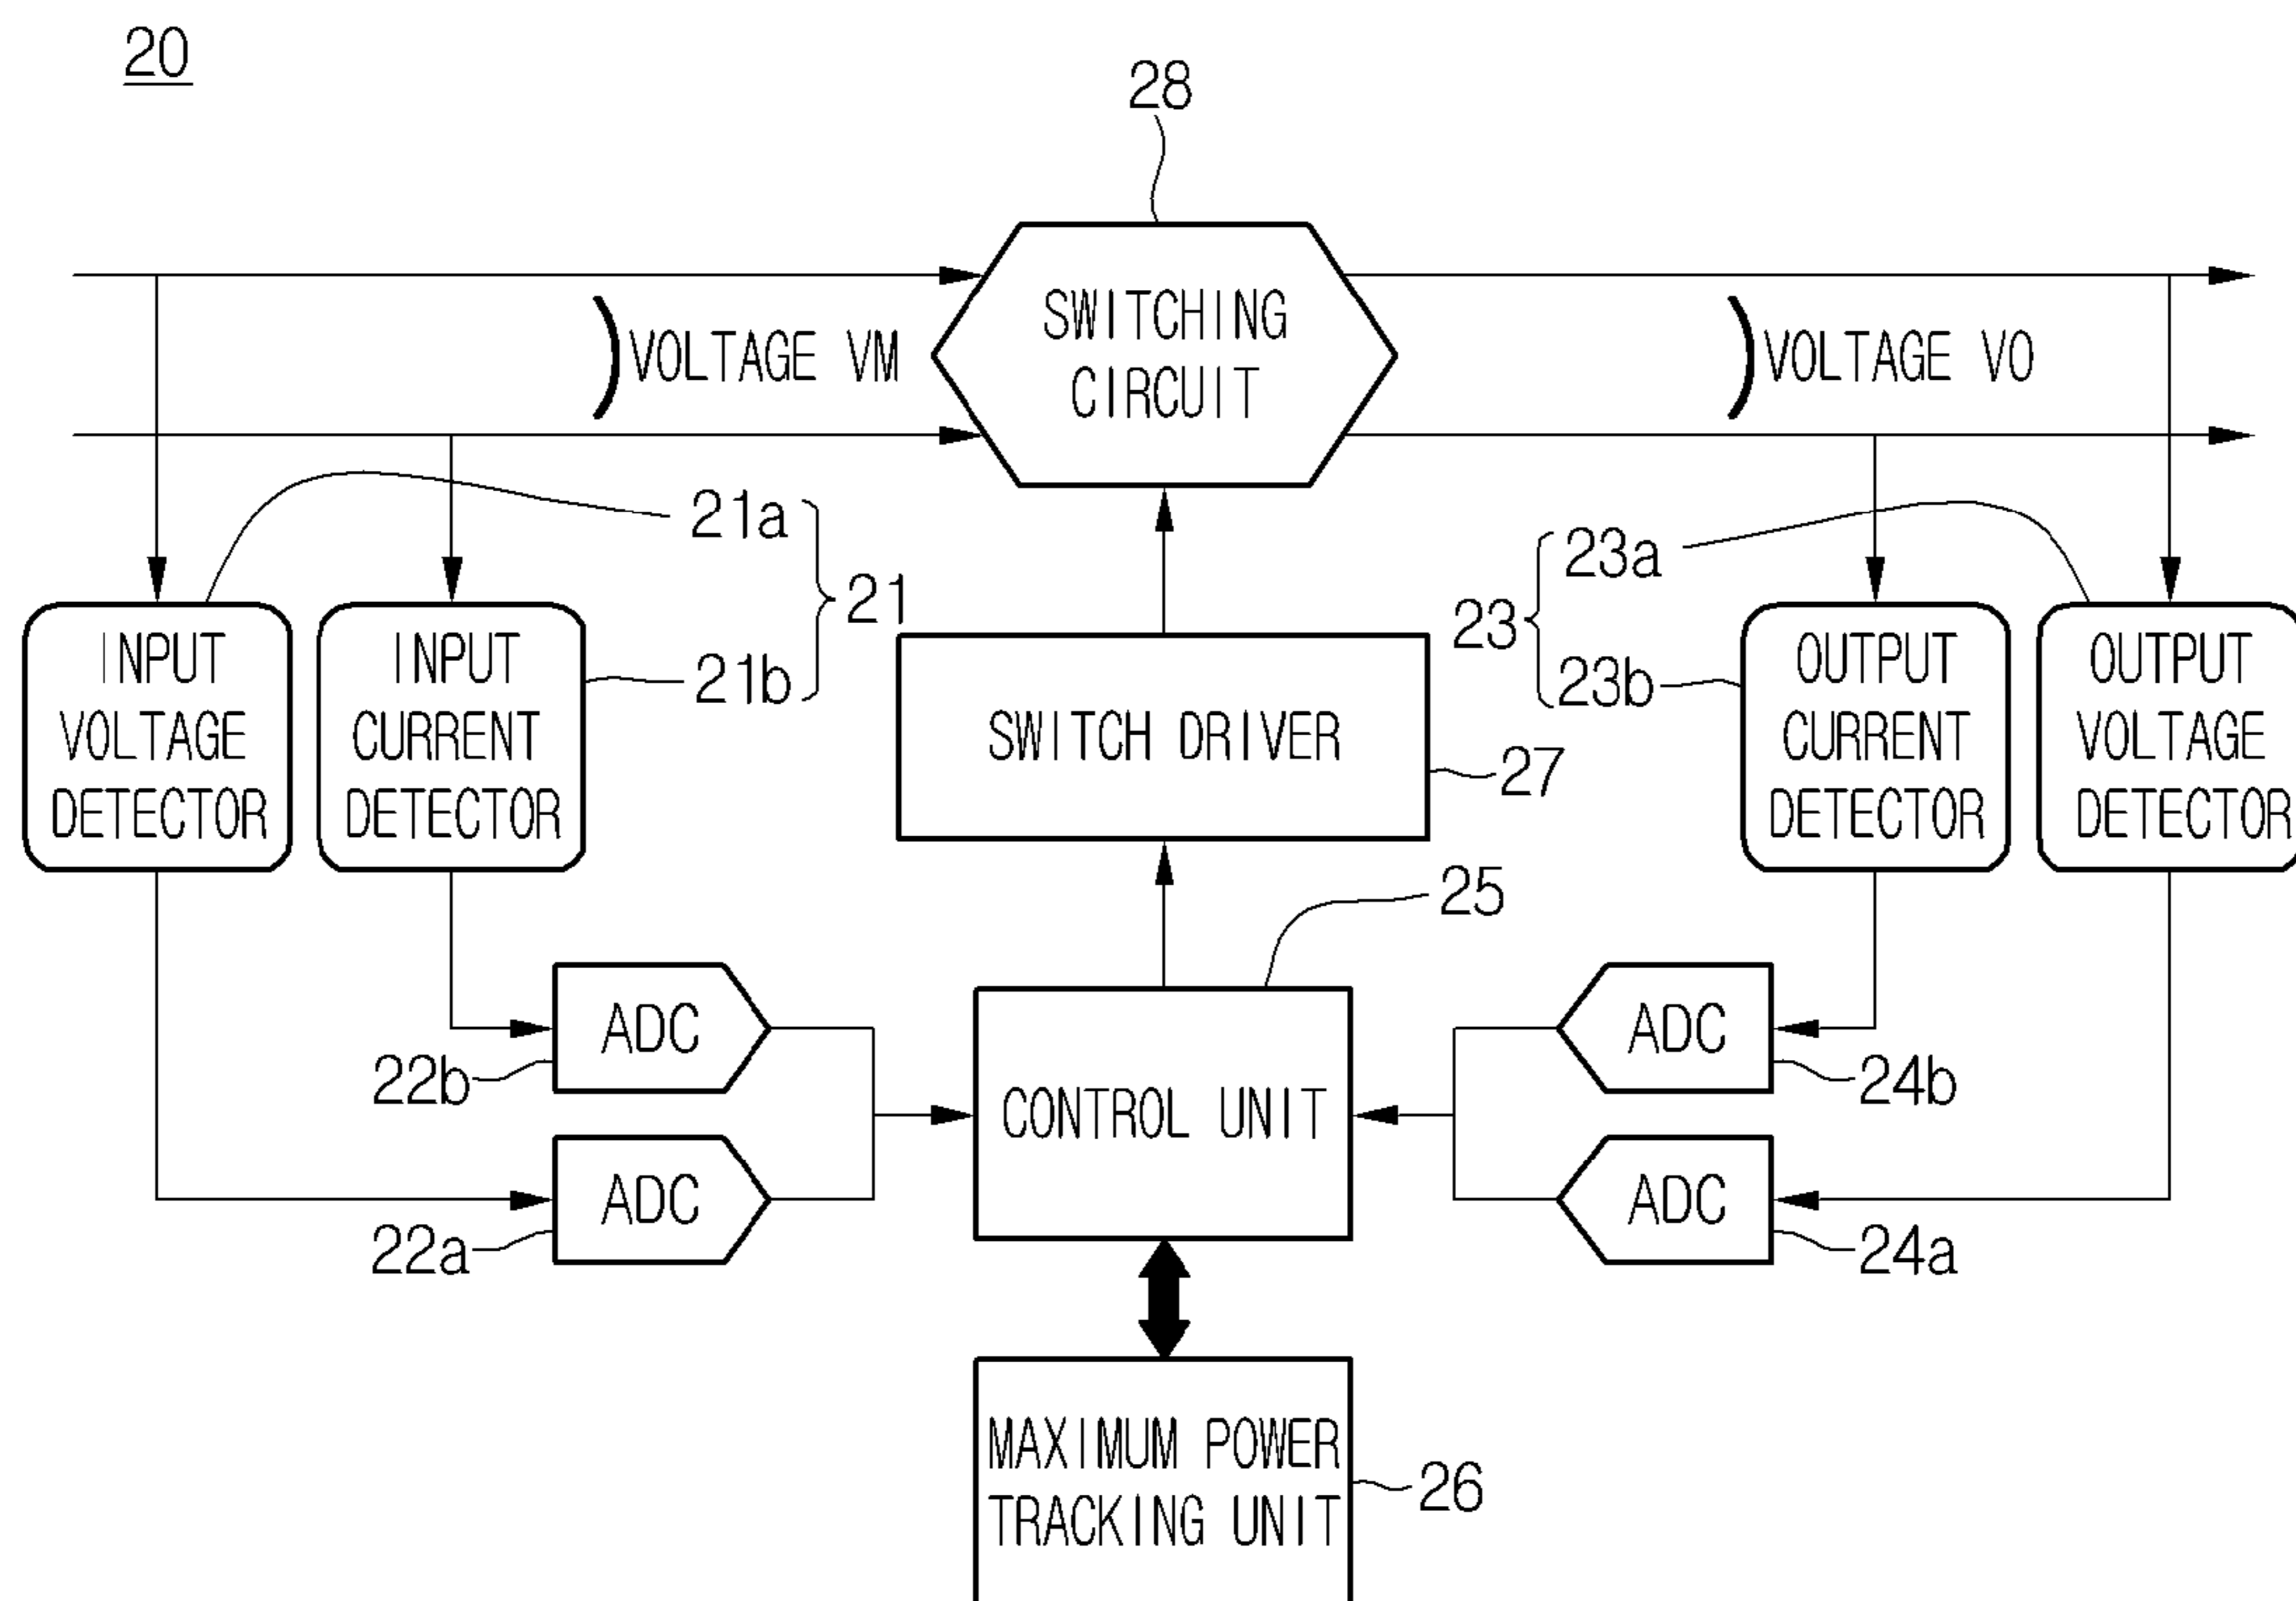 20
28
SWITCHING
CIRCUIT
VOLTAGE VM
VOLTAGE VO
21a
21b
21
23a
23b
23
INPUT
VOLTAGE
DETECTOR
INPUT
CURRENT
DETECTOR
SWITCH DRIVER
27
OUTPUT
CURRENT
DETECTOR
OUTPUT
VOLTAGE
DETECTOR
25
ADC
22b
ADC
22a
CONTROL UNIT
ADC
24b
ADC
24a
MAXIMUM POWER
TRACKING UNIT
26